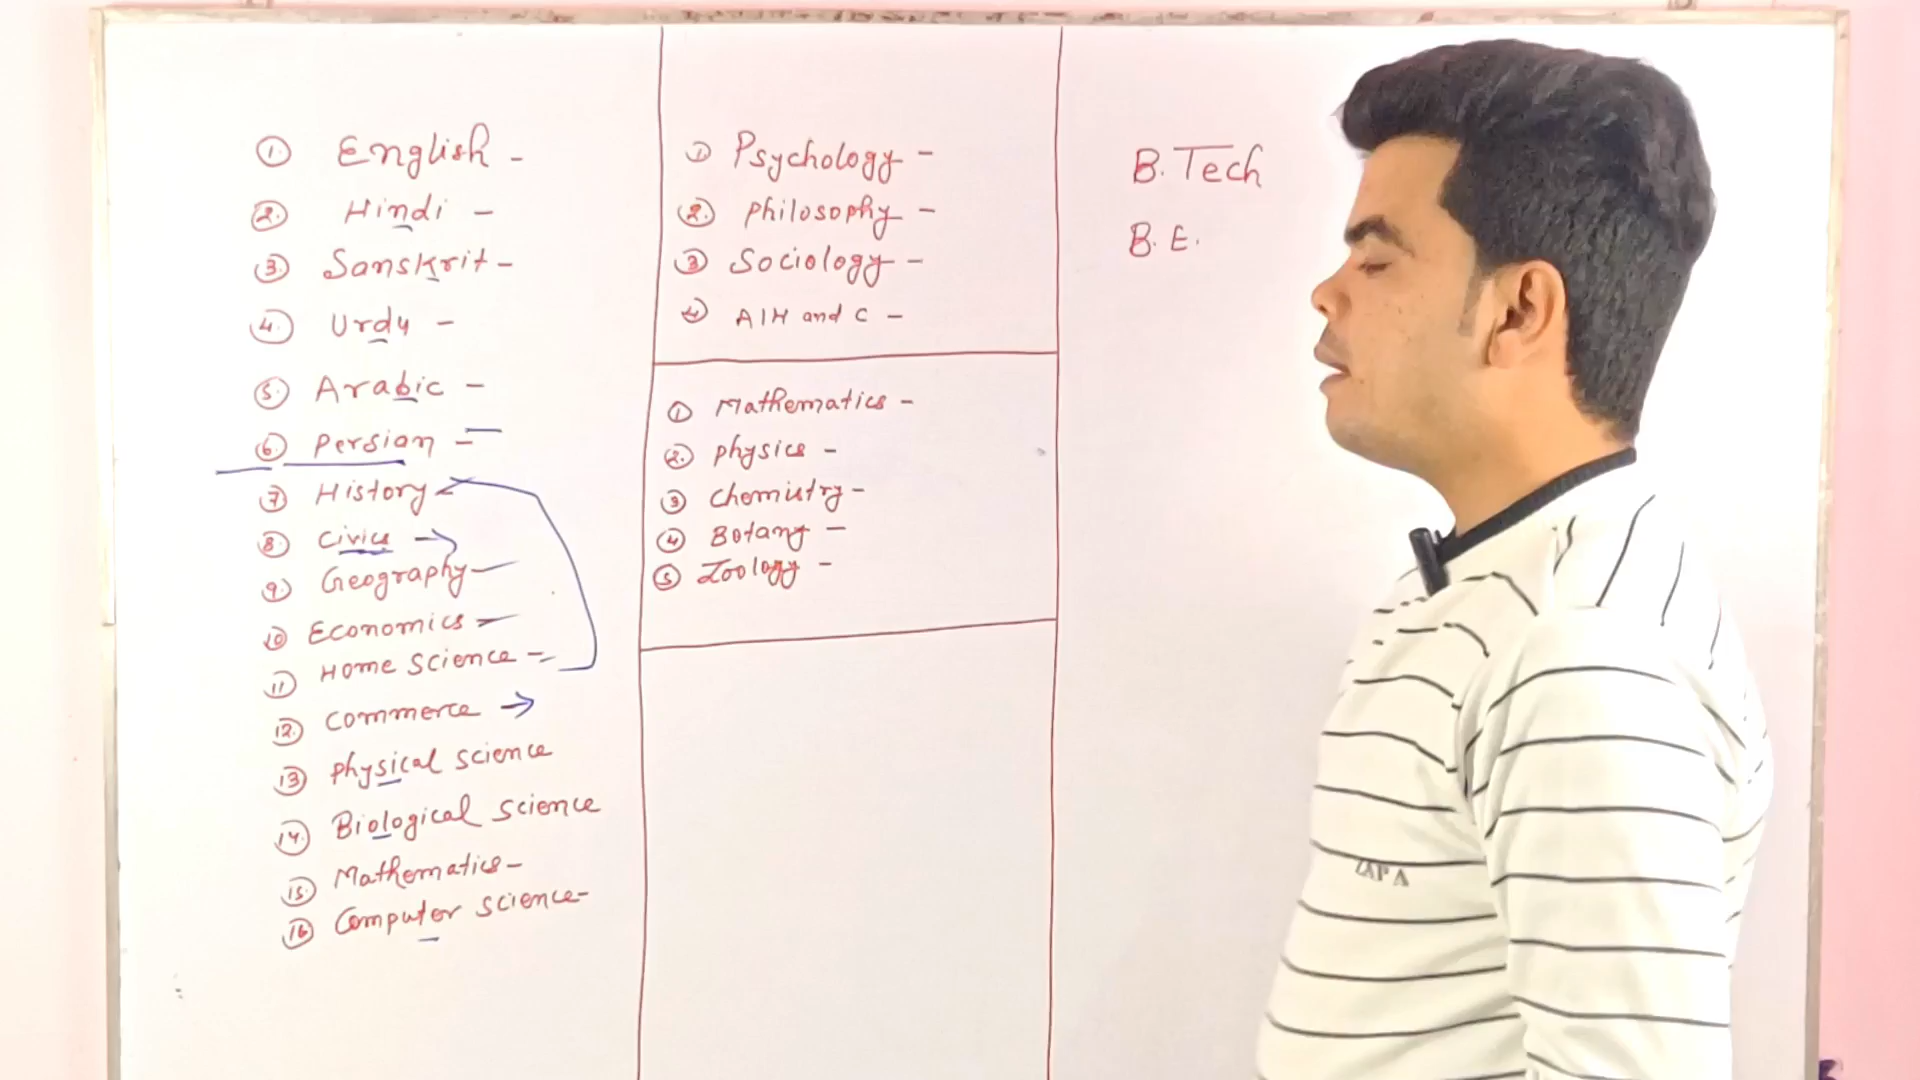 ① English -
②. Hindi -
③. Sanskrit -
④. Urdu -
⑤. Arabic -
⑥. Persian -
⑦ History
⑧. Civics →
⑨. Geography -
⑩ Economics -
⑪ Home Science -
⑫. Commerce →
⑬ Physical Science
⑭. Biological Science
⑮. Mathematics -
⑯ Computer Science -
① Psychology -
②. Philosophy -
③ Sociology -
④ AIH and C -
① Mathematics -
②. Physics -
③ Chemistry -
④ Botany -
⑤ Zoology -
B. Tech
B. E.